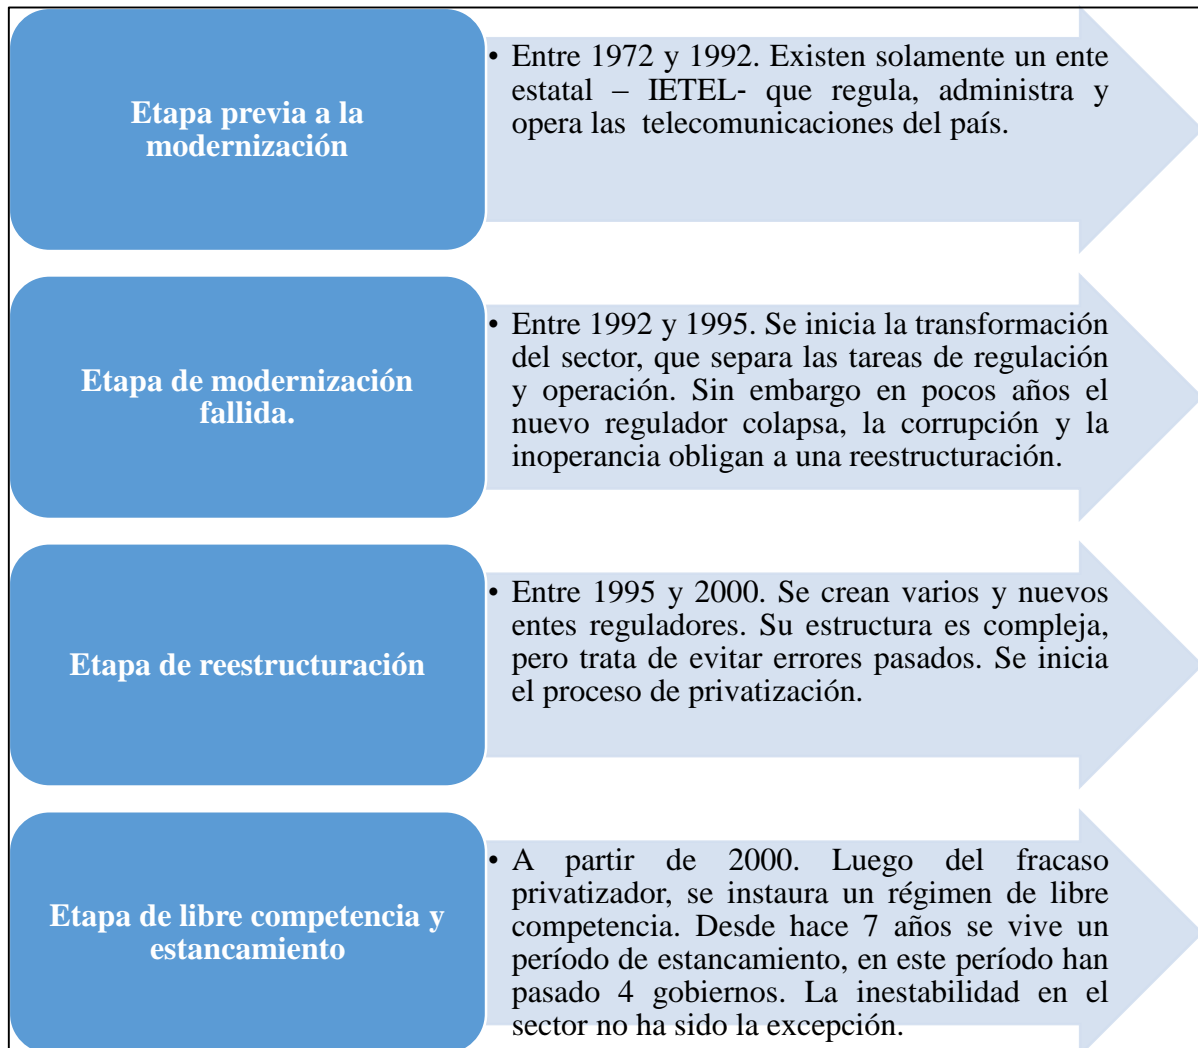 Etapa previa a la
modernización
• Entre 1972 y 1992. Existen solamente un ente
estatal – IETEL- que regula, administra y
opera las telecomunicaciones del país.
Etapa de modernización
fallida.
• Entre 1992 y 1995. Se inicia la transformación
del sector, que separa las tareas de regulación
y operación. Sin embargo en pocos años el
nuevo regulador colapsa, la corrupción y la
inoperancia obligan a una reestructuración.
Etapa de reestructuración
• Entre 1995 y 2000. Se crean varios y nuevos
entes reguladores. Su estructura es compleja,
pero trata de evitar errores pasados. Se inicia
el proceso de privatización.
Etapa de libre competencia y
estancamiento
• A partir de 2000. Luego del fracaso
privatizador, se instaura un régimen de libre
competencia. Desde hace 7 años se vive un
período de estancamiento, en este período han
pasado 4 gobiernos. La inestabilidad en el
sector no ha sido la excepción.